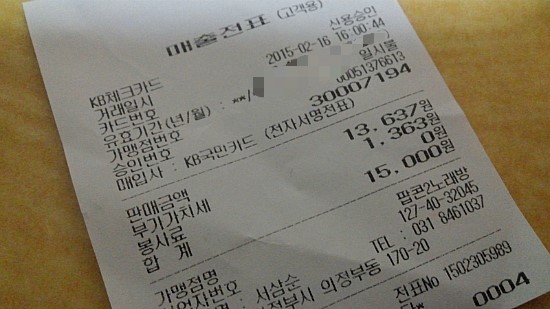 매출전표 (고객용)
KB체크카드 신용승인
거래일시 2015-02-16 16:00:44
카드번호
유효기간(년/월) : **/ 일시불
가맹점번호 00051376613
승인번호 30007194
매입사 : KB국민카드 (전자서명전표)
판매금액 13,637원
부가가치세 1,363원
봉사료 0원
합 계 15,000원
가맹점명 팝콘2노래방
사업자번호 127-40-32045
: 서삼순 TEL : 031 8461037
정부시 의정부동 170-20
전표No 1502305989
0004